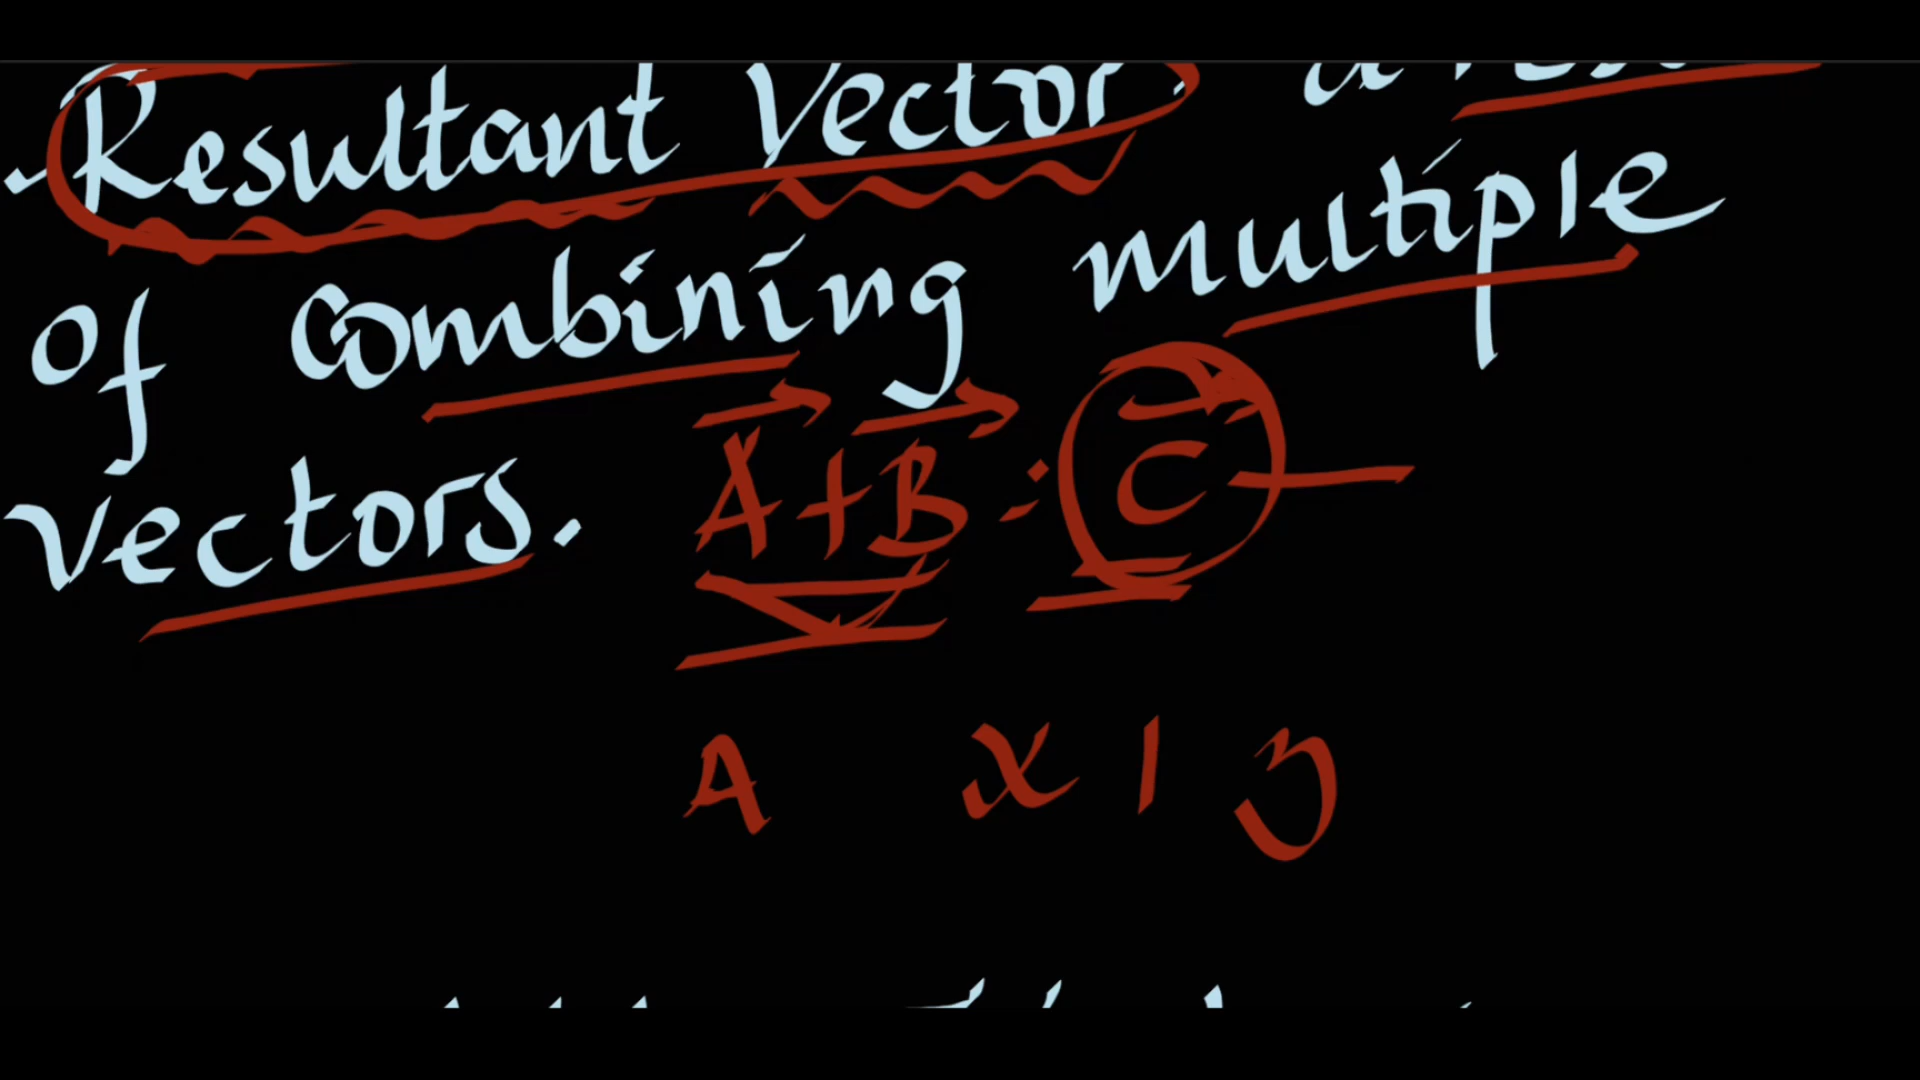 Resultant Vector a
of combining multiple
vectors. A+B = C
A x 1 3